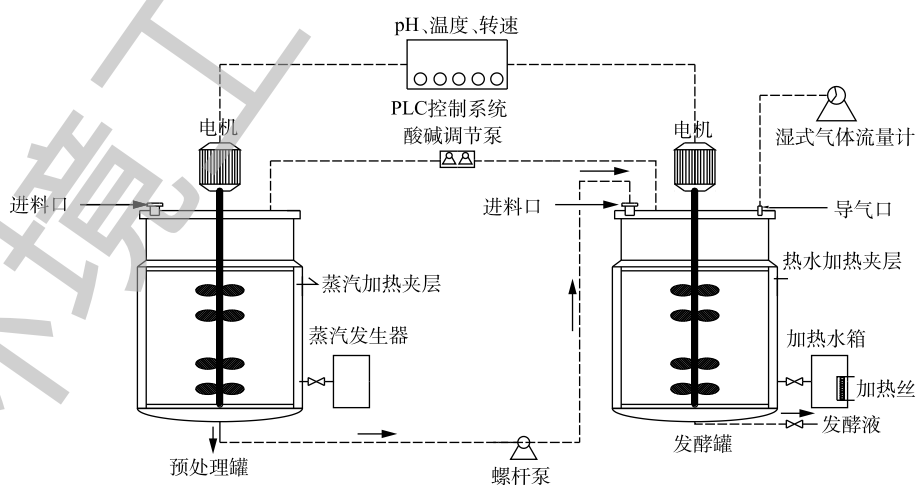 pH、温度、转速
PLC控制系统
酸碱调节泵
电机
电机
湿式气体流量计
进料口
进料口
导气口
蒸汽加热夹层
热水加热夹层
蒸汽发生器
加热水箱
加热丝
发酵液
发酵罐
预处理罐
螺杆泵
环境工